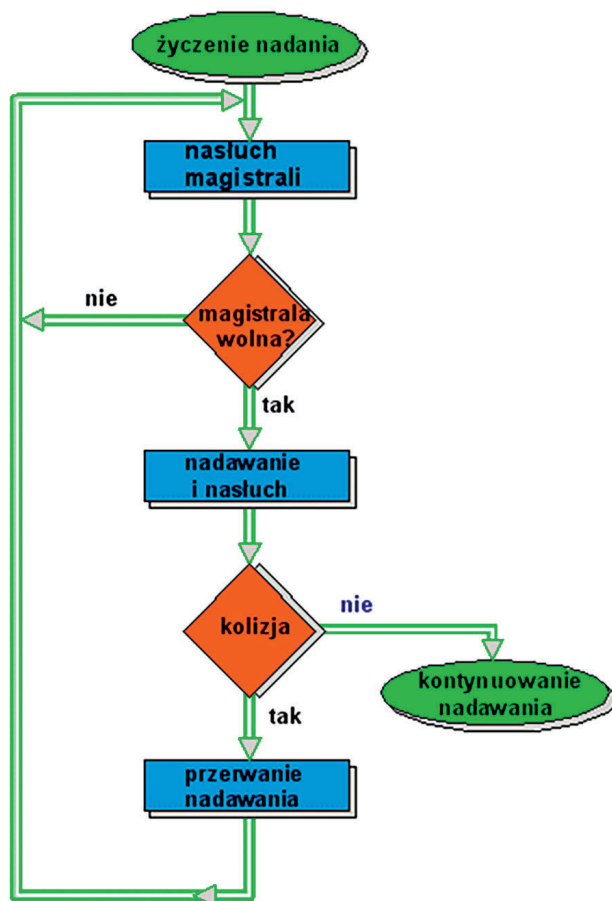 życzenie nadania
nasłuch
magistrali
nie
magistrala
wolna?
tak
nadawanie
i nasłuch
kolizja
nie
kontynuowanie
nadawania
tak
przerwanie
nadawania